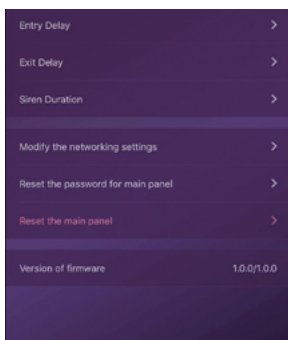 Entry Delay
Exit Delay
Siren Duration
Modify the networking settings
Reset the password for main panel
Reset the main panel
Version of firmware 1.0.0/1.0.0